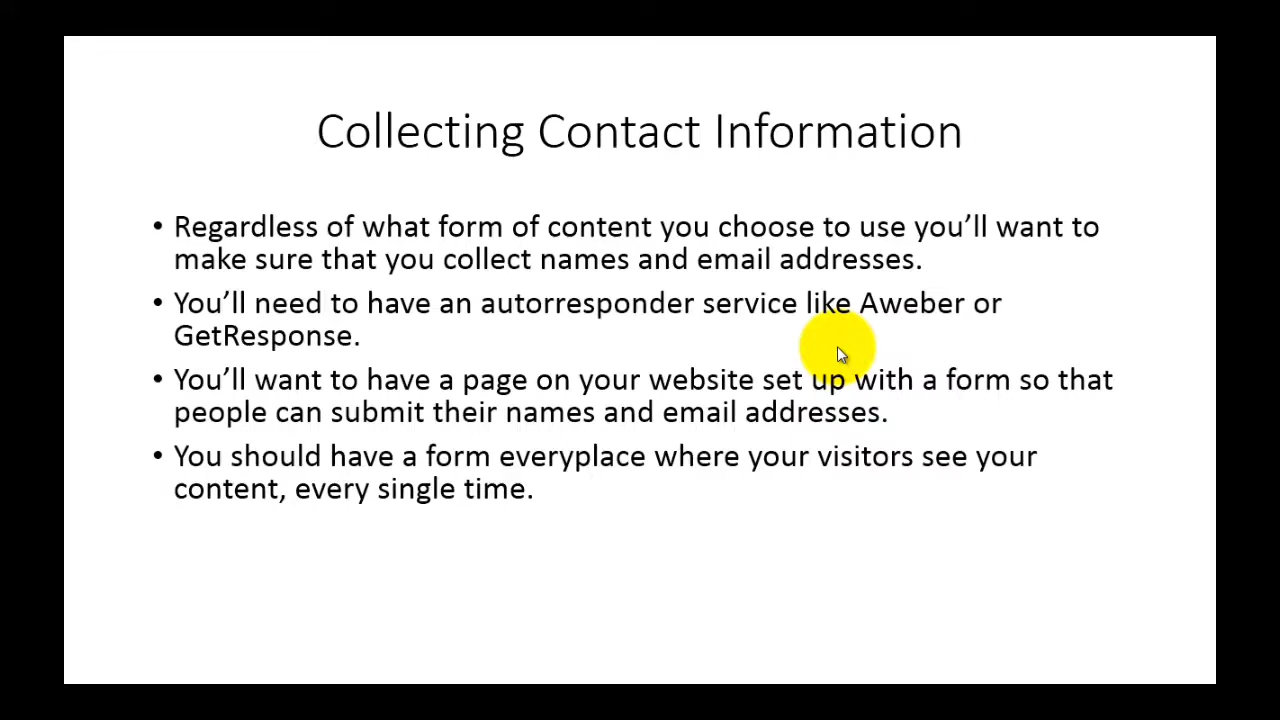 Collecting Contact Information
• Regardless of what form of content you choose to use you’ll want to
make sure that you collect names and email addresses.
• You’ll need to have an autorresponder service like Aweber or
GetResponse.
• You’ll want to have a page on your website set up with a form so that
people can submit their names and email addresses.
• You should have a form everyplace where your visitors see your
content, every single time.